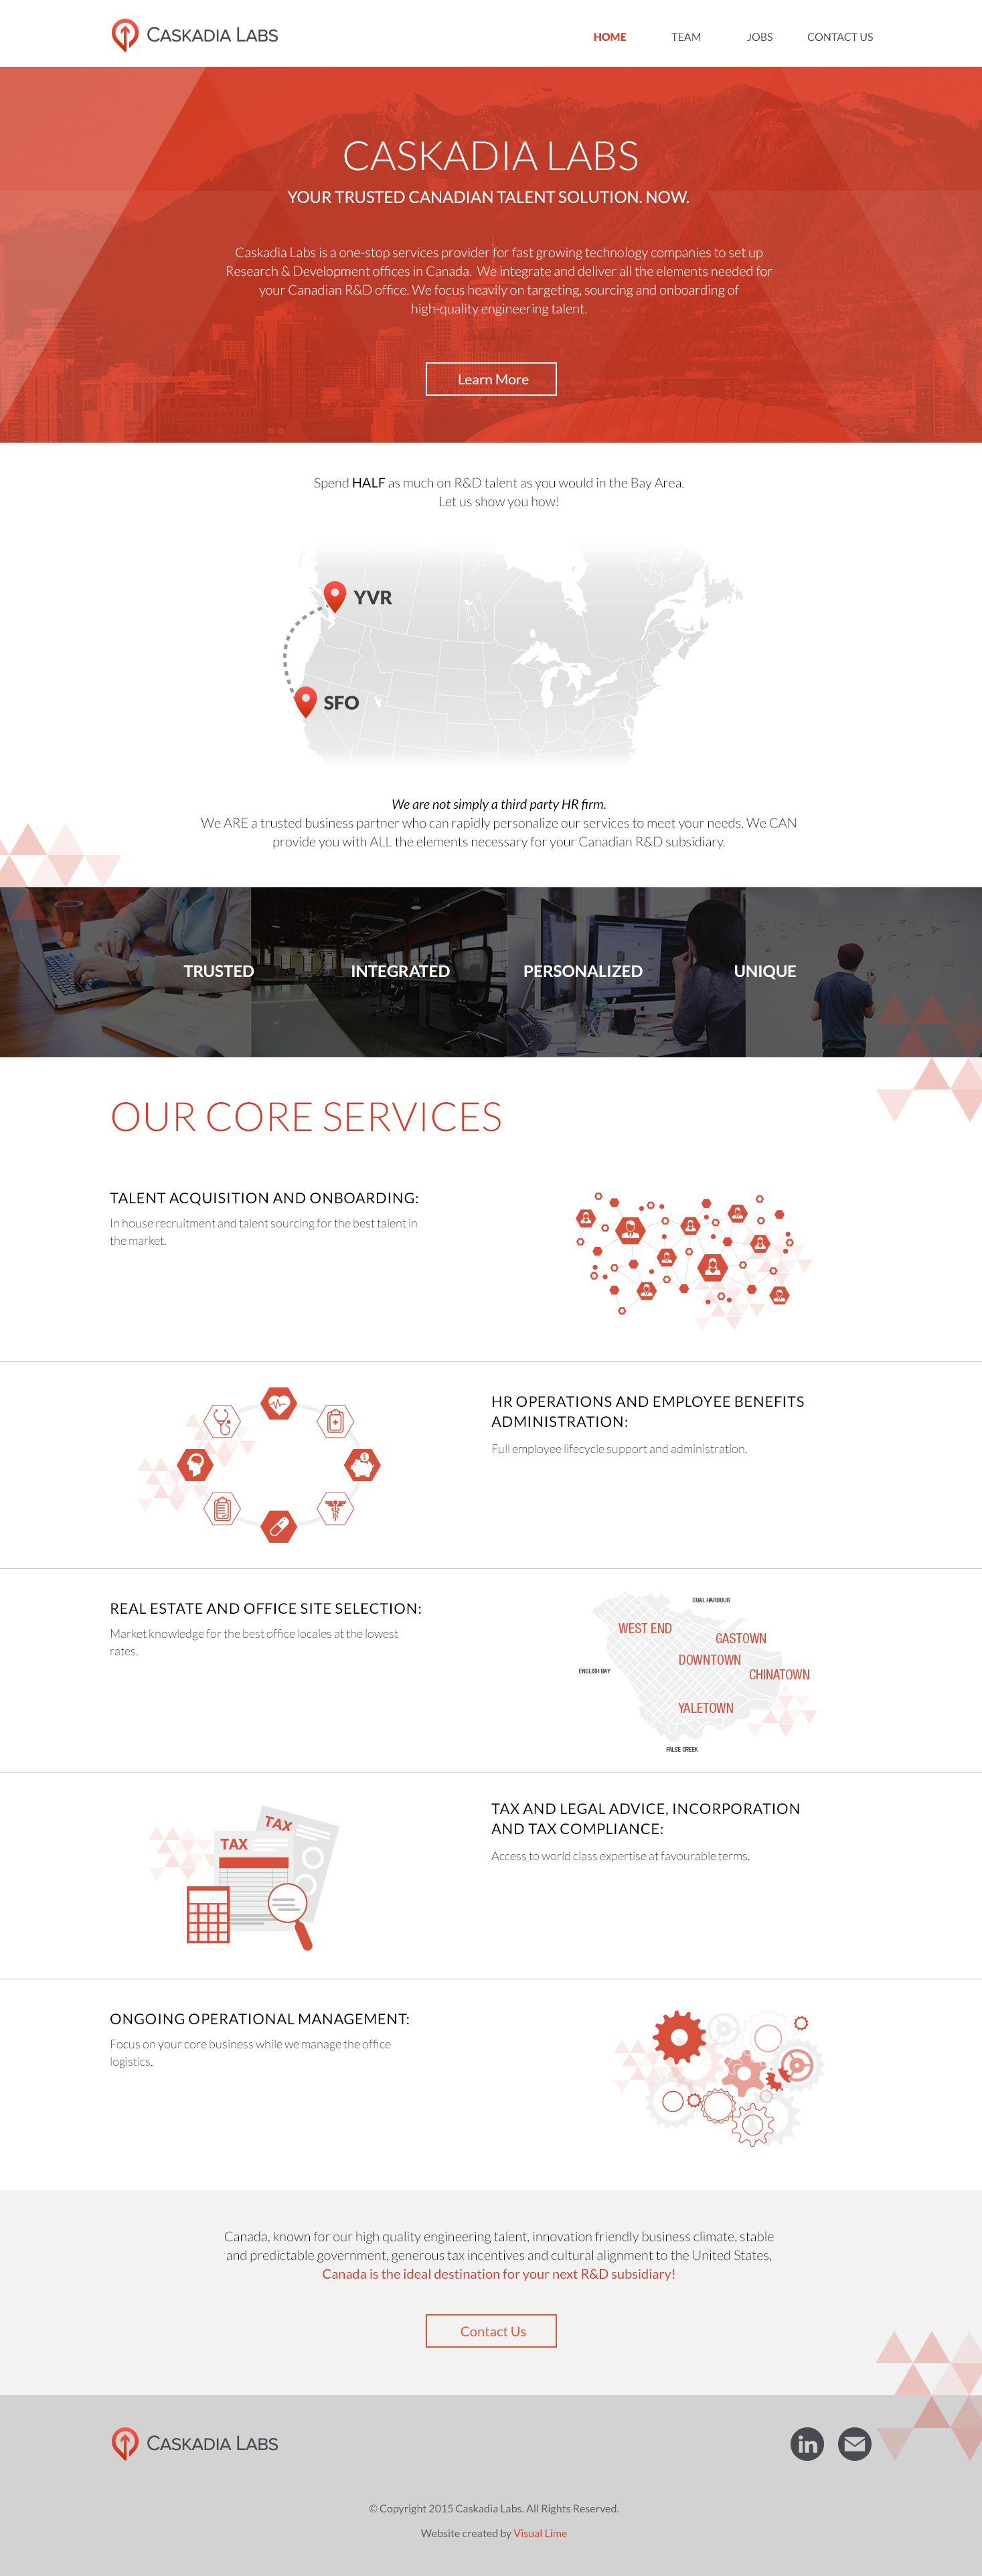 CASKADIA LABS
HOME TEAM JOBS CONTACT US
CASKADIA LABS
YOUR TRUSTED CANADIAN TALENT SOLUTION. NOW.
Caskadia Labs is a one-stop services provider for fast growing technology companies to set up
Research & Development offices in Canada. We integrate and deliver all the elements needed for
your Canadian R&D office. We focus heavily on targeting, sourcing and onboarding of
high-quality engineering talent.
Learn More
Spend HALF as much on R&D talent as you would in the Bay Area.
Let us show you how!
YVR
SFO
We are not simply a third party HR firm.
We ARE a trusted business partner who can rapidly personalize our services to meet your needs. We CAN
provide you with ALL the elements necessary for your Canadian R&D subsidiary.
TRUSTED INTEGRATED PERSONALIZED UNIQUE
OUR CORE SERVICES
TALENT ACQUISITION AND ONBOARDING:
In house recruitment and talent sourcing for the best talent in
the market.
HR OPERATIONS AND EMPLOYEE BENEFITS
ADMINISTRATION:
Full employee lifecycle support and administration.
REAL ESTATE AND OFFICE SITE SELECTION:
Market knowledge for the best office locales at the lowest
rates.
COAL HARBOUR
WEST END
GASTOWN
DOWNTOWN
ENGLISH BAY
CHINATOWN
YALETOWN
FALSE CREEK
TAX
TAX
TAX AND LEGAL ADVICE, INCORPORATION
AND TAX COMPLIANCE:
Access to world class expertise at favourable terms.
ONGOING OPERATIONAL MANAGEMENT:
Focus on your core business while we manage the office
logistics.
Canada, known for our high quality engineering talent, innovation friendly business climate, stable
and predictable government, generous tax incentives and cultural alignment to the United States,
Canada is the ideal destination for your next R&D subsidiary!
Contact Us
CASKADIA LABS
in
© Copyright 2015 Caskadia Labs. All Rights Reserved.
Website created by Visual Lime